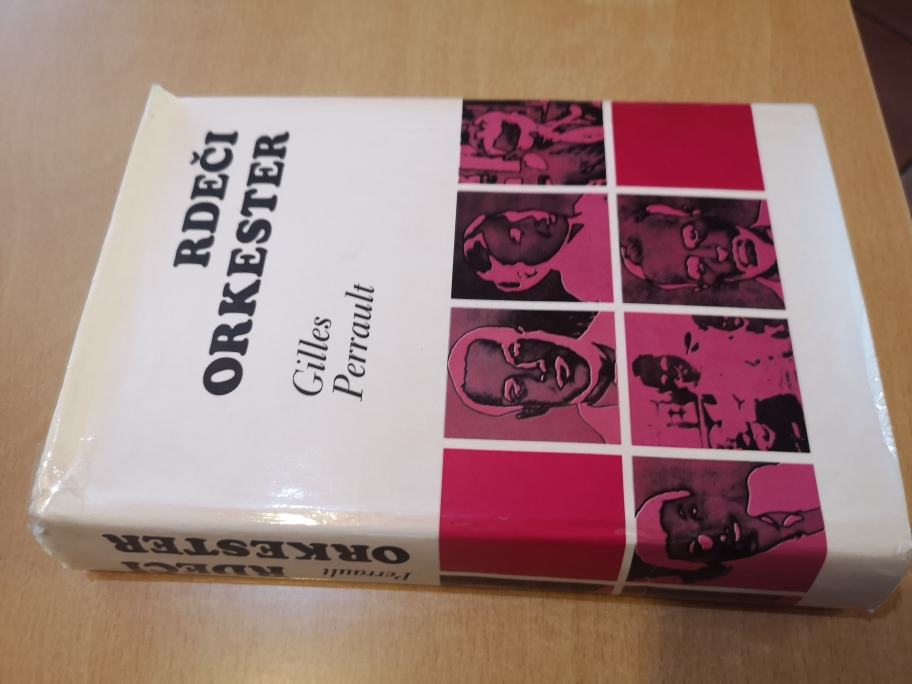 RDEČI
ORKESTER
Gilles
Perrault
Perrault
RDEČI
ORKESTER